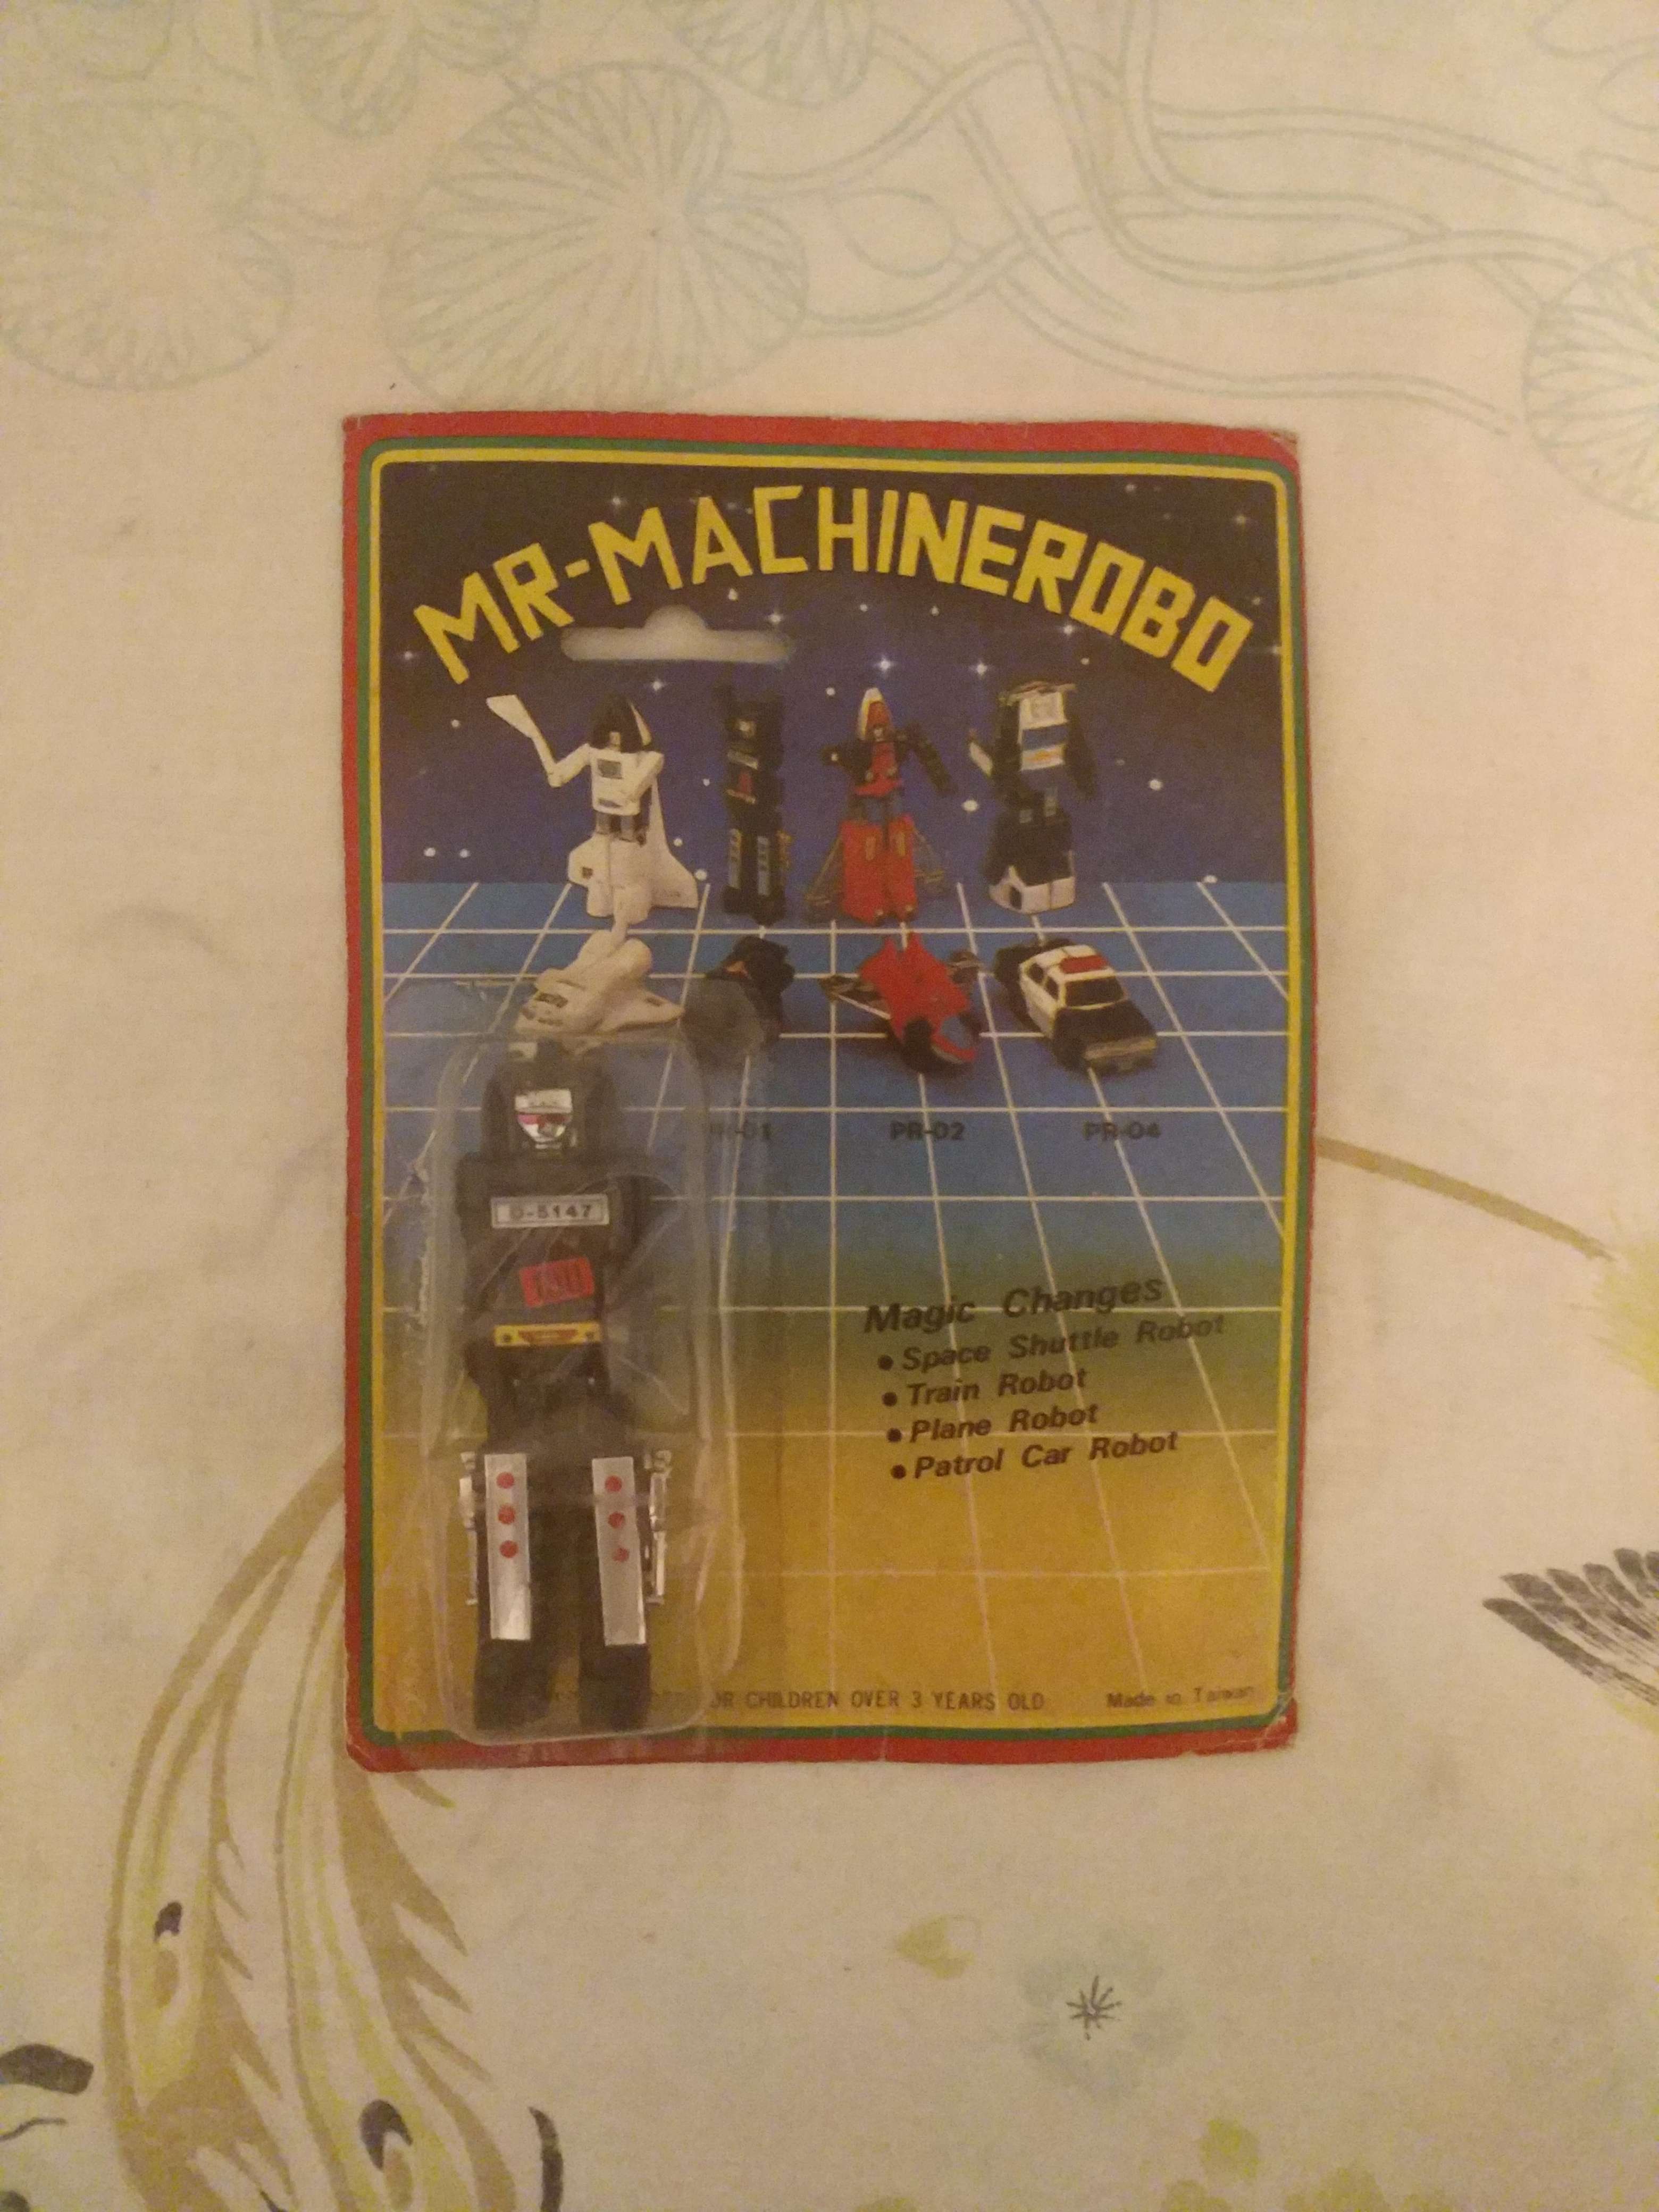 MR-MACHINEROBO
D-5147
PR-02
PR-04
Magic Changes
• Space Shuttle Robot
• Train Robot
• Plane Robot
• Patrol Car Robot
FOR CHILDREN OVER 3 YEARS OLD
Made in Taiwan